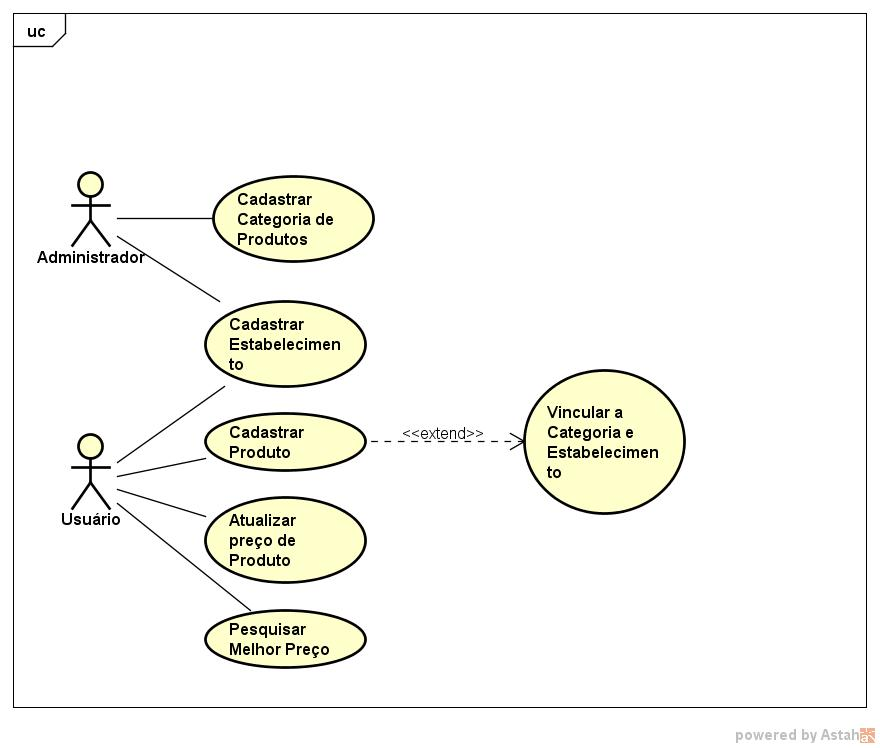 uc
Cadastrar
Categoria de
Produtos
Administrador
Cadastrar
Estabelecimen
to
Cadastrar
Produto
<<extend>>
Vincular a
Categoria e
Estabelecimen
to
Usuário
Atualizar
preço de
Produto
Pesquisar
Melhor Preço
powered by Astah